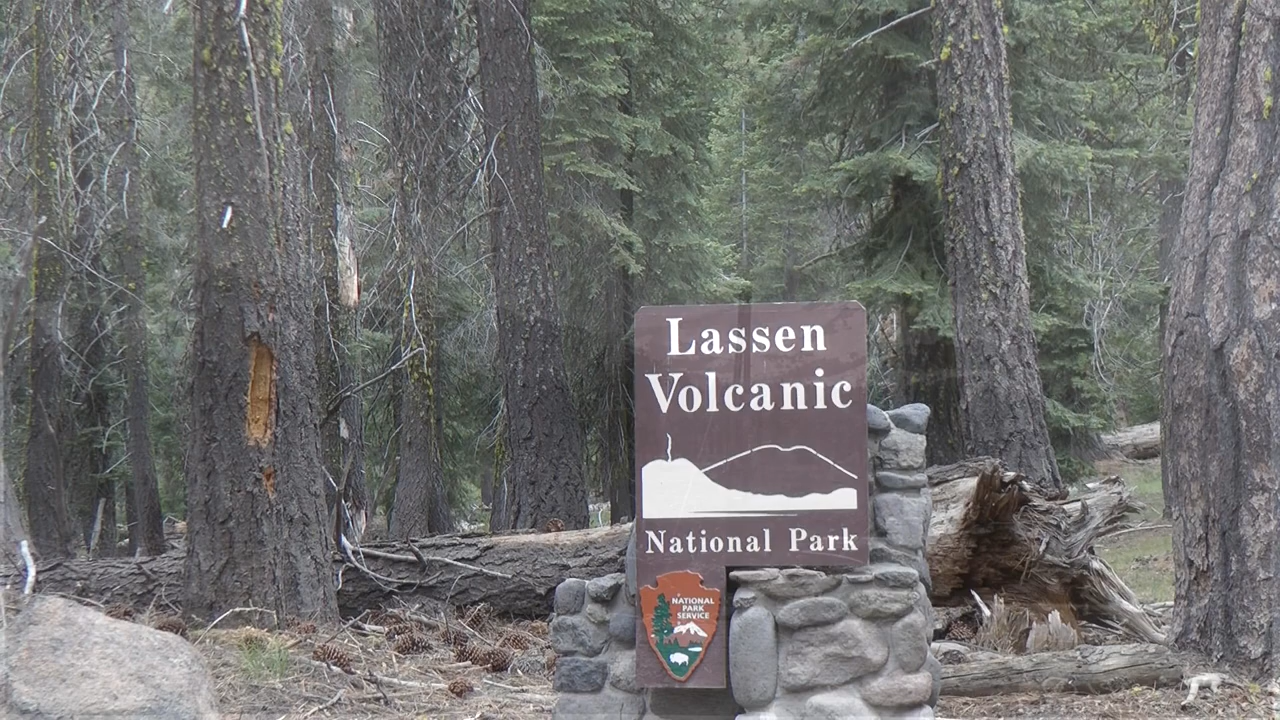 Lassen
Volcanic
National Park
NATIONAL
PARK
SERVICE